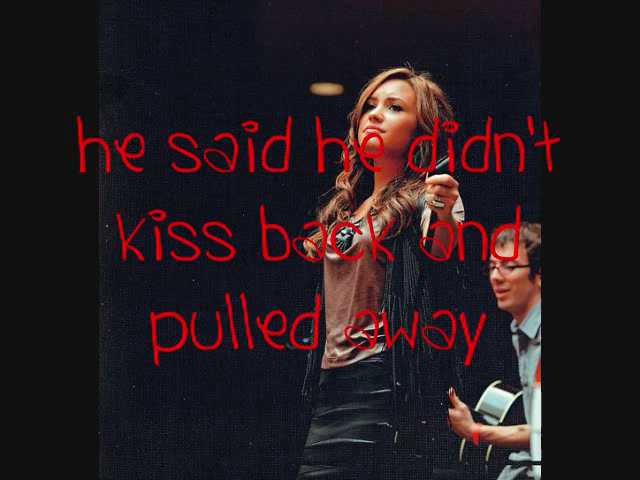 he said he didn't
kiss back and
pulled away